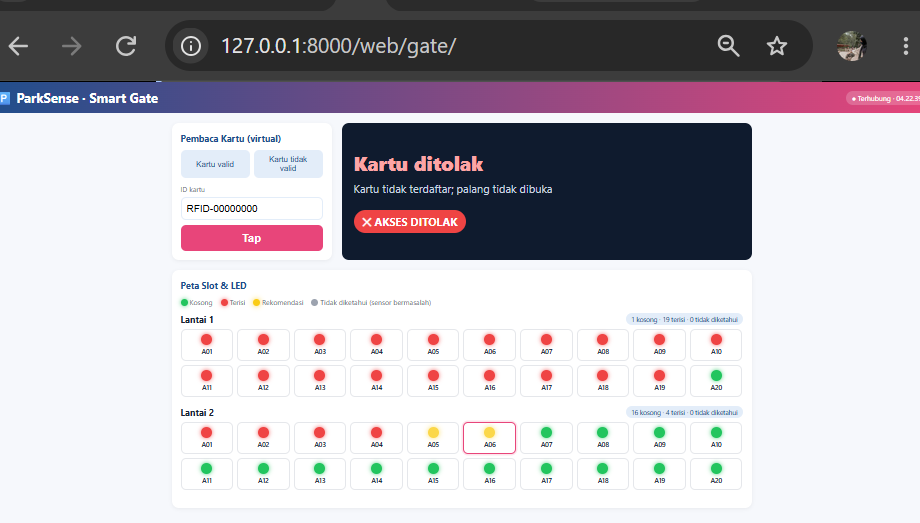 127.0.0.1:8000/web/gate/
P ParkSense · Smart Gate
● Terhubung · 04.22.39
Pembaca Kartu (virtual)
Kartu valid
Kartu tidak valid
ID kartu
RFID-00000000
Tap
Kartu ditolak
Kartu tidak terdaftar; palang tidak dibuka
✕ AKSES DITOLAK
Peta Slot & LED
Kosong Terisi Rekomendasi Tidak diketahui (sensor bermasalah)
Lantai 1 1 kosong · 19 terisi · 0 tidak diketahui
A01 A02 A03 A04 A05 A06 A07 A08 A09 A10
A11 A12 A13 A14 A15 A16 A17 A18 A19 A20
Lantai 2 16 kosong · 4 terisi · 0 tidak diketahui
A01 A02 A03 A04 A05 A06 A07 A08 A09 A10
A11 A12 A13 A14 A15 A16 A17 A18 A19 A20